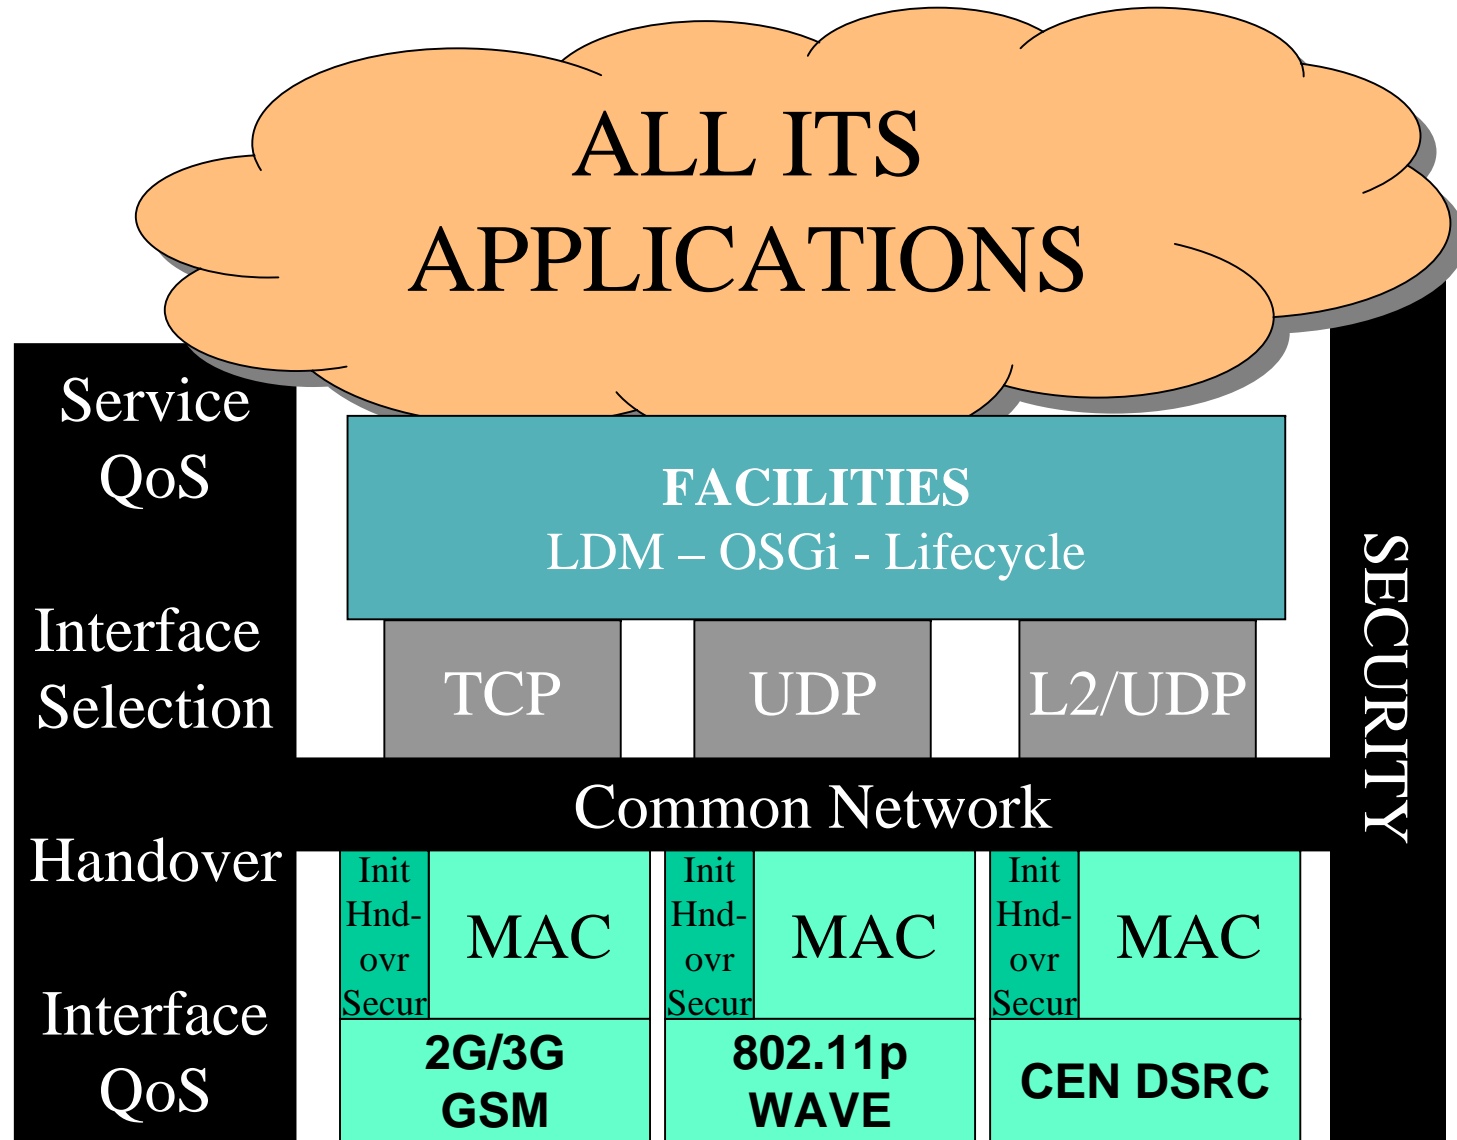 ALL ITS
APPLICATIONS
Service
QoS
Interface
Selection
Handover
Interface
QoS
FACILITIES
LDM – OSGi - Lifecycle
TCP
UDP
L2/UDP
Common Network
Init
Hnd-
ovr
Secur
MAC
2G/3G
GSM
Init
Hnd-
ovr
Secur
MAC
802.11p
WAVE
Init
Hnd-
ovr
Secur
MAC
CEN DSRC
SECURITY